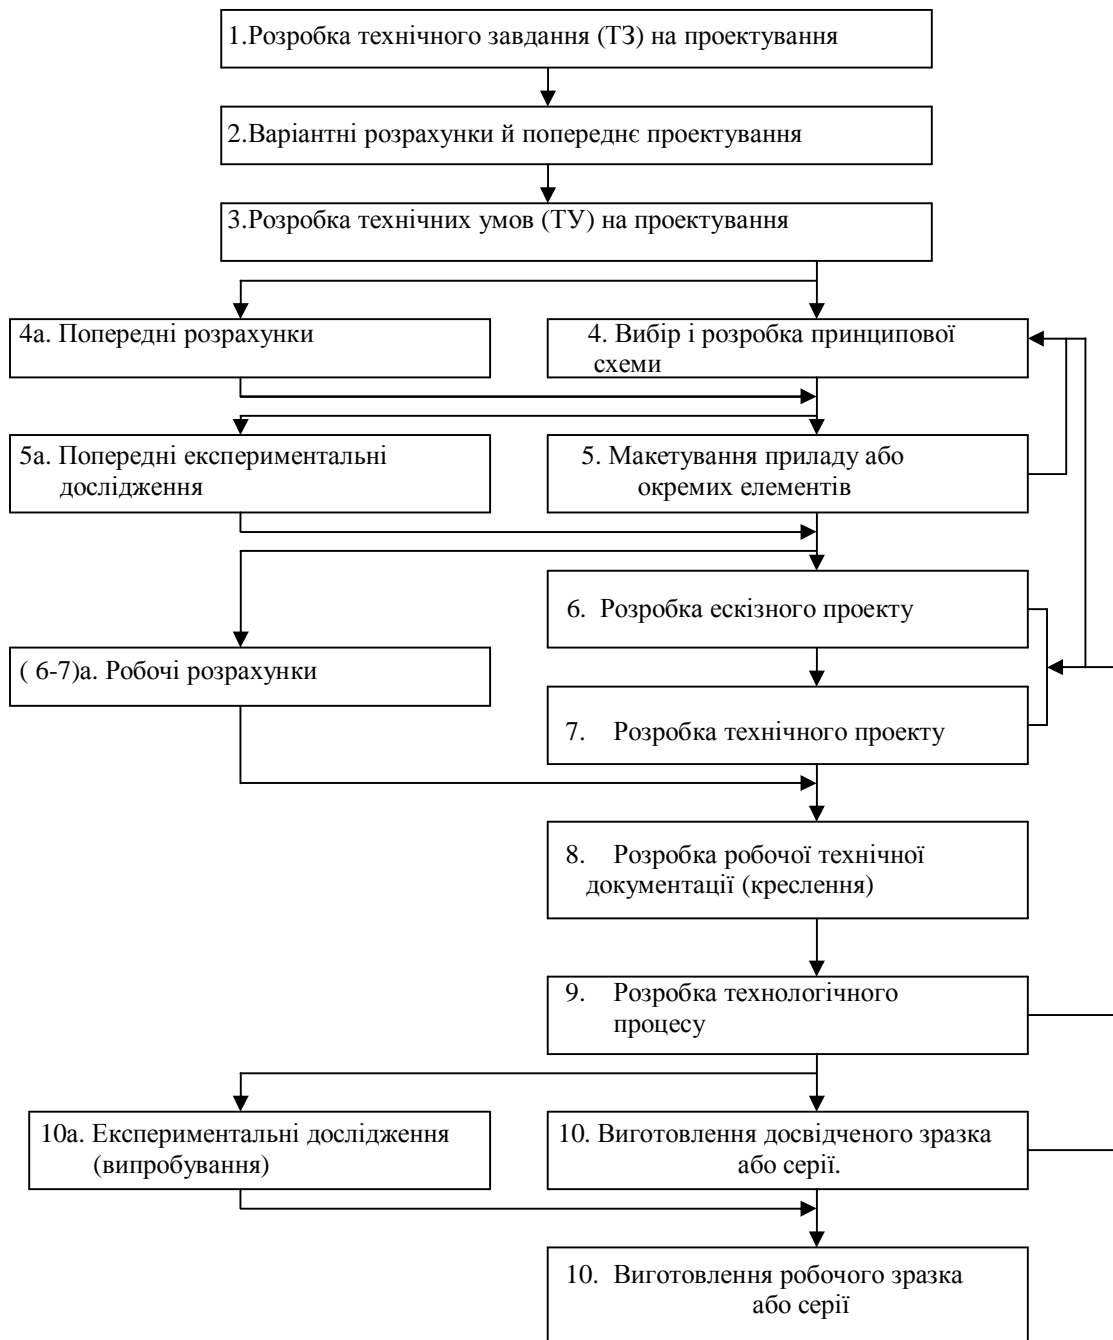 1.Розробка технічного завдання (ТЗ) на проектування
2.Варіантні розрахунки й попереднє проектування
3.Розробка технічних умов (ТУ) на проектування
4а. Попередні розрахунки
4. Вибір і розробка принципової
схеми
5а. Попередні експериментальні
дослідження
5. Макетування приладу або
окремих елементів
6. Розробка ескізного проекту
( 6-7)а. Робочі розрахунки
7. Розробка технічного проекту
8. Розробка робочої технічної
документації (креслення)
9. Розробка технологічного
процесу
10а. Експериментальні дослідження
(випробування)
10. Виготовлення досвідченого зразка
або серії.
10. Виготовлення робочого зразка
або серії